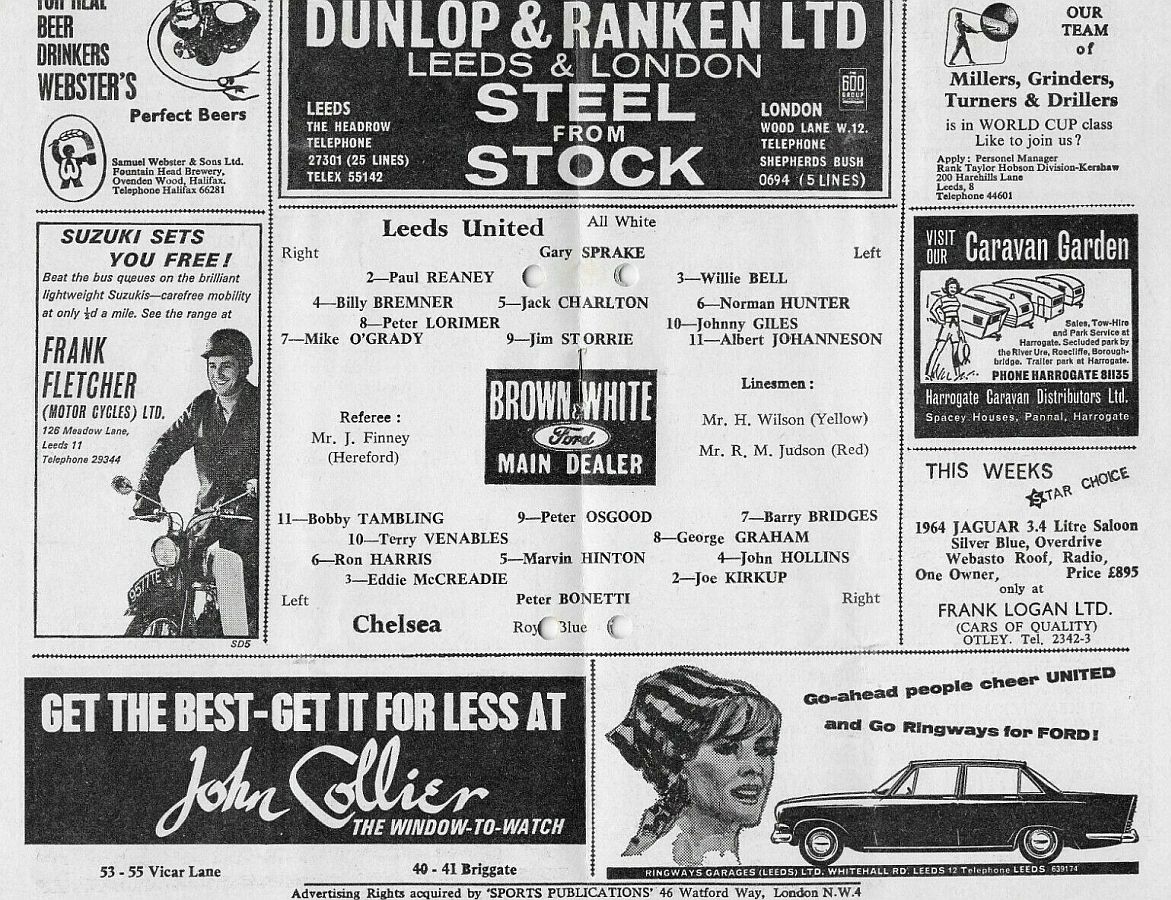 FOR REAL
BEER
DRINKERS
WEBSTER'S
Perfect Beers
Samuel Webster & Sons Ltd.
Fountain Head Brewery,
Ovenden Wood, Halifax.
Telephone Halifax 66281
DUNLOP & RANKEN LTD
LEEDS & LONDON
STEEL
FROM
STOCK
LEEDS
THE HEADROW
TELEPHONE
27301 (25 LINES)
TELEX 55142
THE
600
GROUP
LONDON
WOOD LANE W.12.
TELEPHONE
SHEPHERDS BUSH
0694 (5 LINES)
OUR
TEAM
of
Millers, Grinders,
Turners & Drillers
is in WORLD CUP class
Like to join us?
Apply: Personel Manager
Rank Taylor Hobson Division-Kershaw
200 Harehills Lane
Leeds, 8
Telephone 44601
SUZUKI SETS
YOU FREE!
Beat the bus queues on the brilliant
lightweight Suzukis—carefree mobility
at only ½d a mile. See the range at
FRANK
FLETCHER
(MOTOR CYCLES) LTD.
126 Meadow Lane,
Leeds 11
Telephone 29344
SD5
Leeds United All White
Right Gary SPRAKE Left
2—Paul REANEY 3—Willie BELL
4—Billy BREMNER 5—Jack CHARLTON 6—Norman HUNTER
8—Peter LORIMER 10—Johnny GILES
7—Mike O'GRADY 9—Jim STORRIE 11—Albert JOHANNESON
Referee :
Mr. J. Finney
(Hereford)
BROWN & WHITE
Ford
MAIN DEALER
Linesmen :
Mr. H. Wilson (Yellow)
Mr. R. M. Judson (Red)
11—Bobby TAMBLING 9—Peter OSGOOD 7—Barry BRIDGES
10—Terry VENABLES 8—George GRAHAM
6—Ron HARRIS 5—Marvin HINTON 4—John HOLLINS
3—Eddie McCREADIE 2—Joe KIRKUP
Left Peter BONETTI Right
Chelsea Royal Blue
VISIT
OUR
Caravan Garden
Sales, Tow-Hire
and Park Service at
Harrogate. Secluded park by
the River Ure, Roecliffe, Borough-
bridge. Trailer park at Harrogate.
PHONE HARROGATE 81135
Harrogate Caravan Distributors Ltd.
Spacey Houses, Pannal, Harrogate
THIS WEEKS
STAR CHOICE
1964 JAGUAR 3.4 Litre Saloon
Silver Blue, Overdrive
Webasto Roof, Radio,
One Owner, Price £895
only at
FRANK LOGAN LTD.
(CARS OF QUALITY)
OTLEY. Tel. 2342-3
GET THE BEST-GET IT FOR LESS AT
John Collier
THE WINDOW-TO-WATCH
53 - 55 Vicar Lane 40 - 41 Briggate
Go-ahead people cheer UNITED
and Go Ringways for FORD!
RINGWAYS GARAGES (LEEDS) LTD. WHITEHALL RD. LEEDS 12 Telephone LEEDS 639174
Advertising Rights acquired by 'SPORTS PUBLICATIONS' 46 Watford Way, London N.W.4